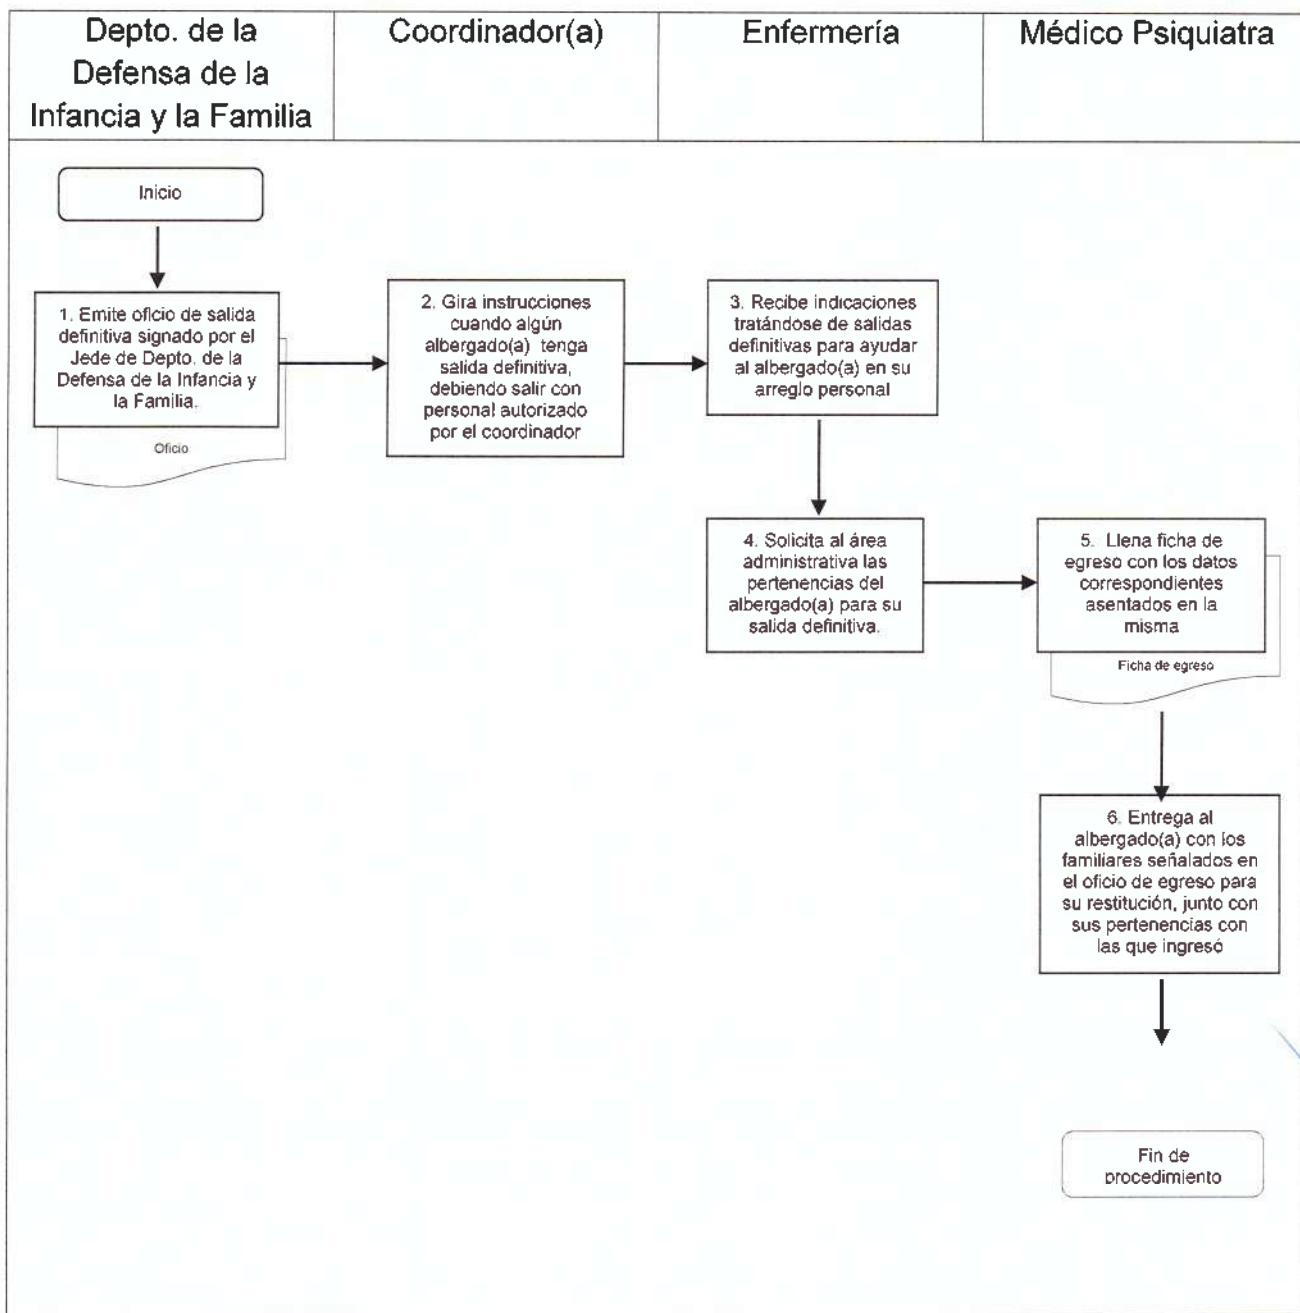 Depto. de la
Defensa de la
Infancia y la Familia
Coordinador(a)
Enfermería
Médico Psiquiatra
Inicio
1. Emite oficio de salida
definitiva signado por el
Jede de Depto. de la
Defensa de la Infancia y
la Familia.
Oficio
2. Gira instrucciones
cuando algún
albergado(a) tenga
salida definitiva,
debiendo salir con
personal autorizado
por el coordinador
3. Recibe indicaciones
tratándose de salidas
definitivas para ayudar
al albergado(a) en su
arreglo personal
4. Solicita al área
administrativa las
pertenencias del
albergado(a) para su
salida definitiva.
5. Llena ficha de
egreso con los datos
correspondientes
asentados en la
misma
Ficha de egreso
6. Entrega al
albergado(a) con los
familiares señalados en
el oficio de egreso para
su restitución, junto con
sus pertenencias con
las que ingresó
Fin de
procedimiento